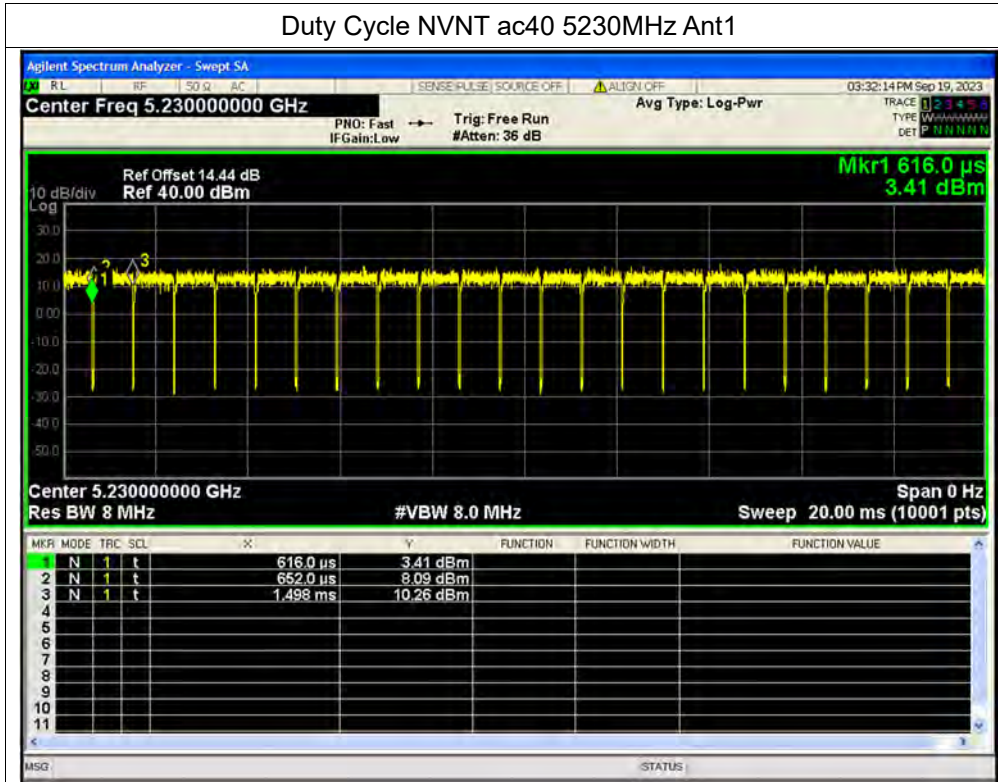 Duty Cycle NVNT ac40 5230MHz Ant1
Agilent Spectrum Analyzer - Swept SA
RL RF 50 Ω AC SENSE:PULSE SOURCE OFF ALIGN OFF 03:32:14 PM Sep 19, 2023
Center Freq 5.230000000 GHz Avg Type: Log-Pwr TRACE 1 2 3 4 5 6
PNO: Fast Trig: Free Run TYPE
IFGain:Low #Atten: 36 dB DET P N N N N N
Mkr1 616.0 µs
Ref Offset 14.44 dB 3.41 dBm
10 dB/div Ref 40.00 dBm
Log
30.0
20.0
10.0
0.00
-10.0
-20.0
-30.0
-40.0
-50.0
2 3
1
Center 5.230000000 GHz Span 0 Hz
Res BW 8 MHz #VBW 8.0 MHz Sweep 20.00 ms (10001 pts)
MKR MODE TRC SCL X Y FUNCTION FUNCTION WIDTH FUNCTION VALUE
1 N 1 t 616.0 µs 3.41 dBm
2 N 1 t 652.0 µs 8.09 dBm
3 N 1 t 1.498 ms 10.26 dBm
4
5
6
7
8
9
10
11
MSG STATUS